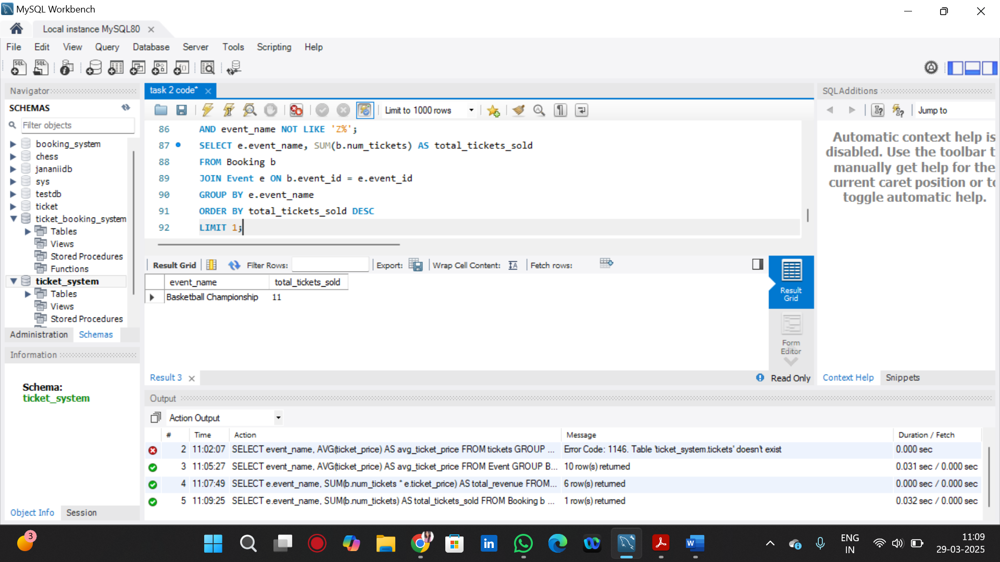 MySQL Workbench
Local instance MySQL80
File Edit View Query Database Server Tools Scripting Help
Navigator
SCHEMAS
Filter objects
booking_system
chess
jananiidb
sys
testdb
ticket
ticket_booking_system
Tables
Views
Stored Procedures
Functions
ticket_system
Tables
Views
Stored Procedures
Administration Schemas
Information
Schema:
ticket_system
Object Info Session
task 2 code*
Limit to 1000 rows
86 AND event_name NOT LIKE 'Z%';
87 SELECT e.event_name, SUM(b.num_tickets) AS total_tickets_sold
88 FROM Booking b
89 JOIN Event e ON b.event_id = e.event_id
90 GROUP BY e.event_name
91 ORDER BY total_tickets_sold DESC
92 LIMIT 1;
Result Grid Filter Rows: Export: Wrap Cell Content: Fetch rows:
event_name total_tickets_sold
Basketball Championship 11
Result
Grid
Form
Editor
Result 3
Read Only
SQLAdditions
Jump to
Automatic context help is
disabled. Use the toolbar t
manually get help for the
current caret position or to
toggle automatic help.
Context Help Snippets
Output
Action Output
# Time Action Message Duration / Fetch
2 11:02:07 SELECT event_name, AVG(ticket_price) AS avg_ticket_price FROM tickets GROUP ... Error Code: 1146. Table 'ticket_system.tickets' doesn't exist 0.000 sec
3 11:05:27 SELECT event_name, AVG(ticket_price) AS avg_ticket_price FROM Event GROUP B... 10 row(s) returned 0.031 sec / 0.000 sec
4 11:07:49 SELECT e.event_name, SUM(b.num_tickets * e.ticket_price) AS total_revenue FROM... 6 row(s) returned 0.000 sec / 0.000 sec
5 11:09:25 SELECT e.event_name, SUM(b.num_tickets) AS total_tickets_sold FROM Booking b ... 1 row(s) returned 0.032 sec / 0.000 sec
3
ENG
IN
11:09
29-03-2025